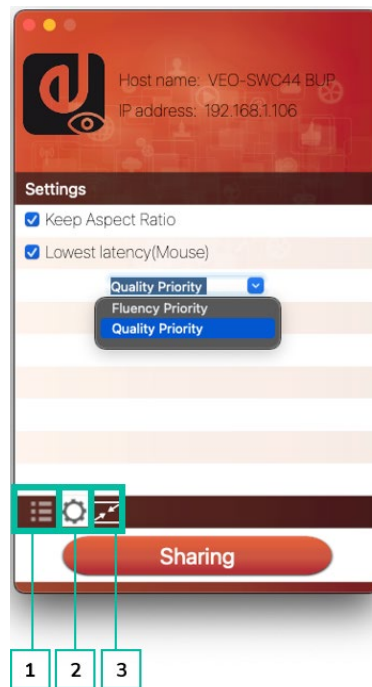 Host name: VEO-SWC44 BUP
IP address: 192.168.1.106
Settings
Keep Aspect Ratio
Lowest latency(Mouse)
Quality Priority
Fluency Priority
Quality Priority
Sharing
1 2 3